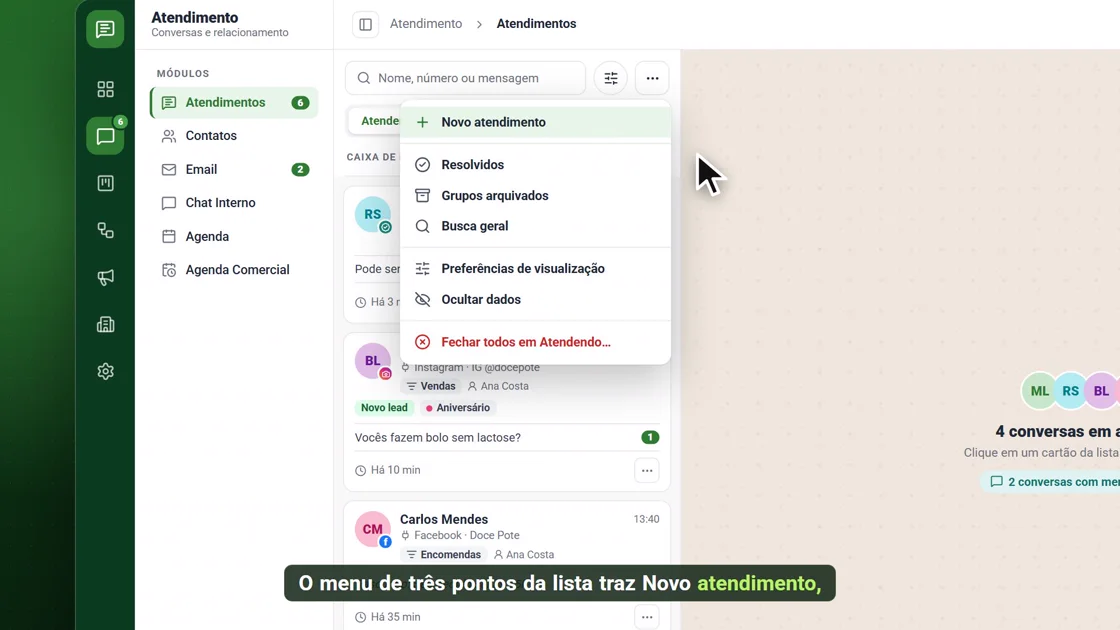 Atendimento
Conversas e relacionamento
Atendimento > Atendimentos
MÓDULOS
Atendimentos 6
6
Contatos
Email 2
Chat Interno
Agenda
Agenda Comercial
Nome, número ou mensagem
Novo atendimento
Resolvidos
Grupos arquivados
Busca geral
Preferências de visualização
Ocultar dados
Fechar todos em Atendendo...
CAIXA DE
RS
Há 3
BL
Instagram · IG @docepote
Vendas Ana Costa
Novo lead Aniversário
Vocês fazem bolo sem lactose? 1
Há 10 min
CM
Carlos Mendes 13:40
Facebook · Doce Pote
Encomendas Ana Costa
Há 35 min
ML RS BL
4 conversas em
Clique em um cartão da lista
2 conversas com
O menu de três pontos da lista traz Novo atendimento,